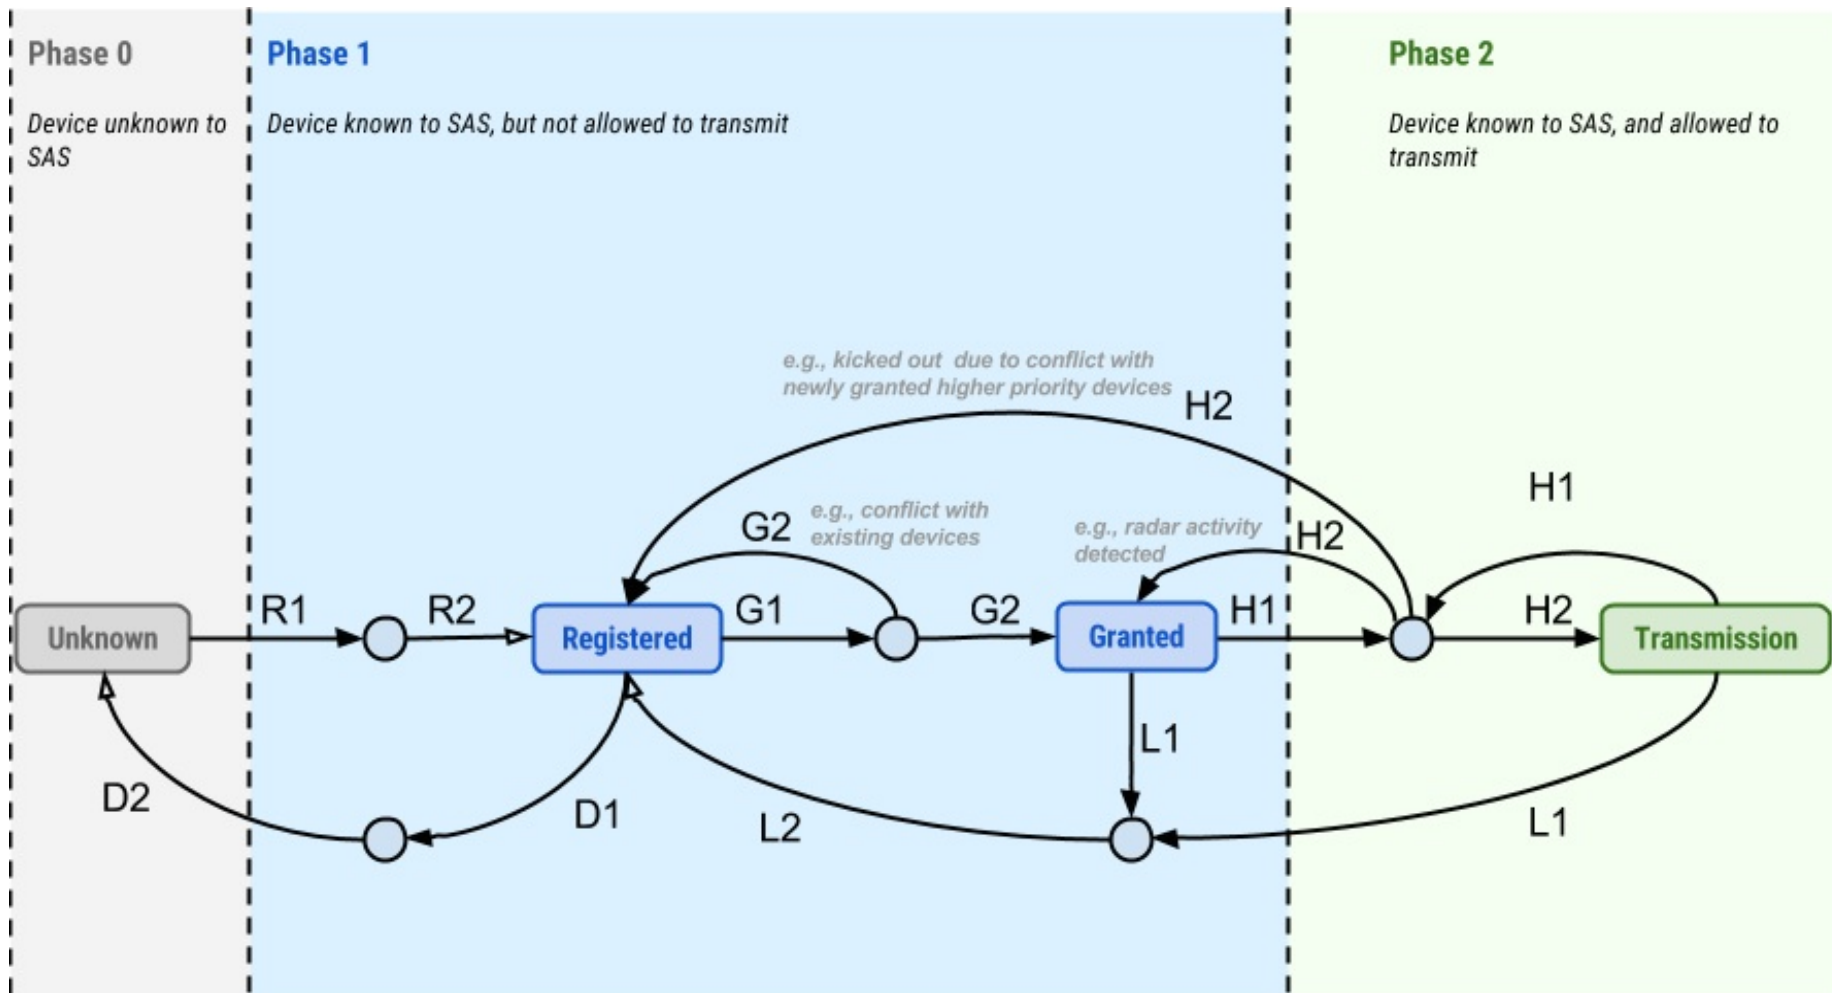 Phase 0
Device unknown to
SAS
Phase 1
Device known to SAS, but not allowed to transmit
Phase 2
Device known to SAS, and allowed to
transmit
e.g., kicked out due to conflict with
newly granted higher priority devices
H2
H1
G2
e.g., conflict with
existing devices
e.g., radar activity
detected
H2
Unknown
R1
R2
Registered
G1
G2
Granted
H1
H2
Transmission
L1
D2
D1
L2
L1